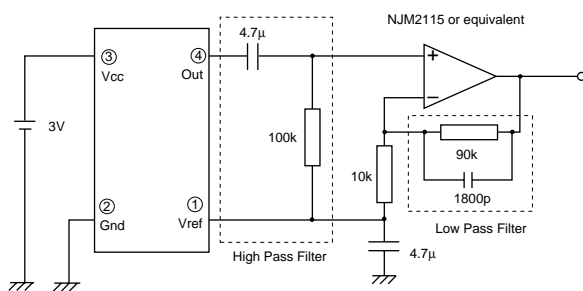 NJM2115 or equivalent
4.7μ
③
Vcc
④
Out
+
−
3V
100k
90k
10k
1800p
②
Gnd
①
Vref
Low Pass Filter
4.7μ
High Pass Filter